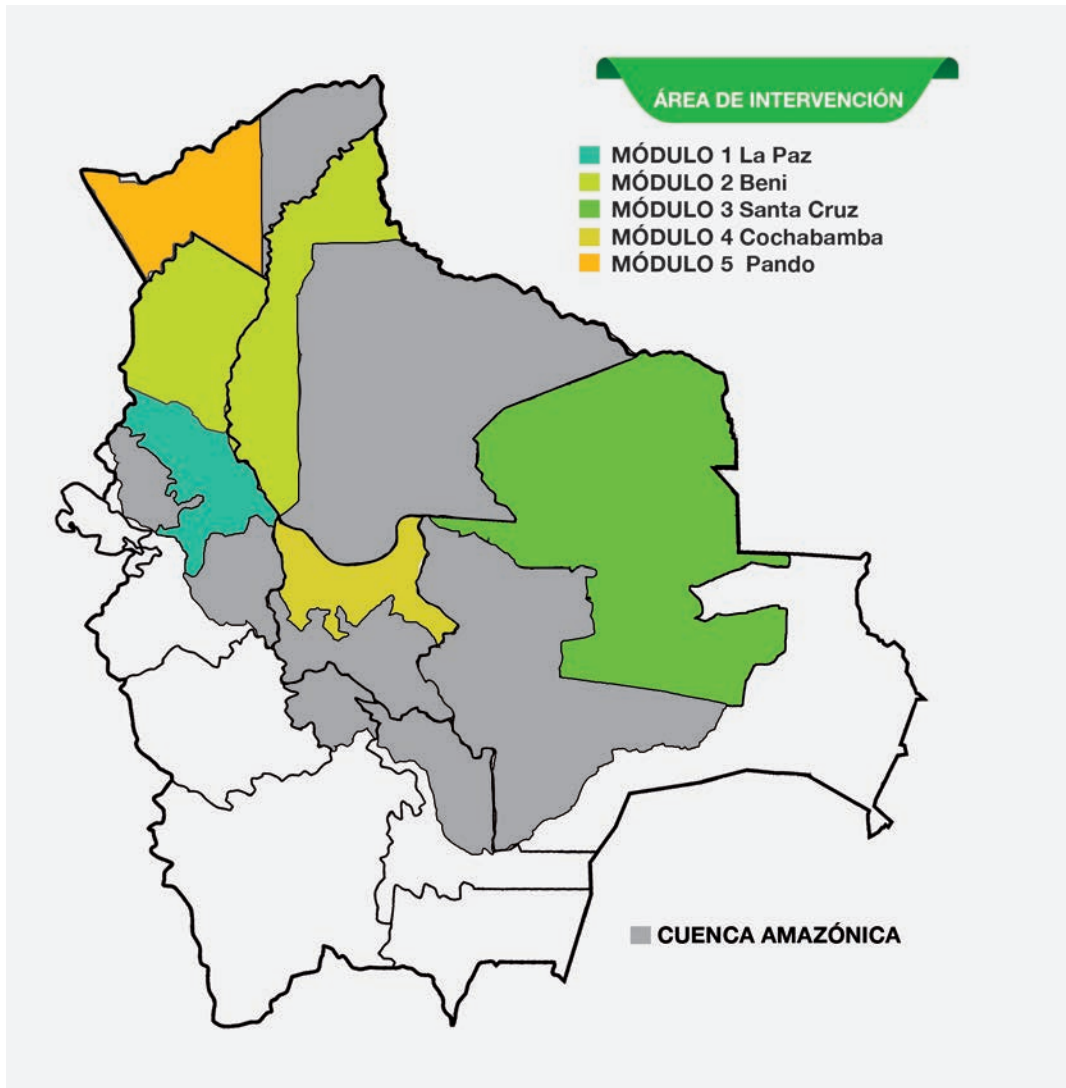 ÁREA DE INTERVENCIÓN
MÓDULO 1 La Paz
MÓDULO 2 Beni
MÓDULO 3 Santa Cruz
MÓDULO 4 Cochabamba
MÓDULO 5 Pando
CUENCA AMAZÓNICA